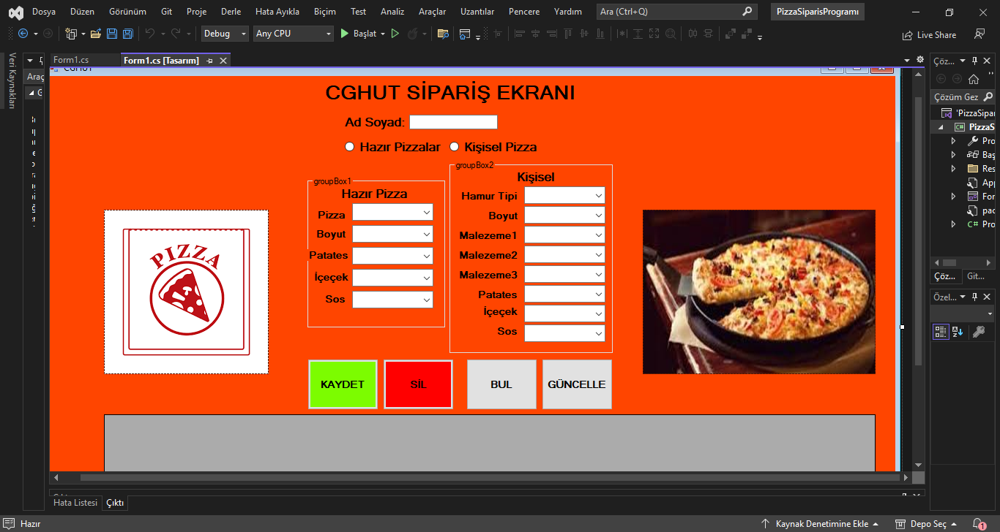 Dosya Düzen Görünüm Git Proje Derle Hata Ayıkla Biçim Test Analiz Araçlar Uzantılar Pencere Yardım Ara (Ctrl+Q) PizzaSiparisProgramı
Debug Any CPU Başlat Live Share
Veri Kaynakları
Araç
G
Form1.cs Form1.cs [Tasarım]
CGHUT
CGHUT SİPARİŞ EKRANI
Ad Soyad:
Hazır Pizzalar Kişisel Pizza
groupBox1
Hazır Pizza
Pizza
Boyut
Patates
İçeçek
Sos
groupBox2
Kişisel
Hamur Tipi
Boyut
Malezeme1
Malezeme2
Malezeme3
Patates
İçeçek
Sos
PIZZA
KAYDET SİL BUL GÜNCELLE
Çöz...
Çözüm Gez
'PizzaSipar
C# PizzaS
Pro
Baş
Res
App
For
pac
C# Pro
Çöz... Git...
Özel...
Hata Listesi Çıktı
Hazır Kaynak Denetimine Ekle Depo Seç 1